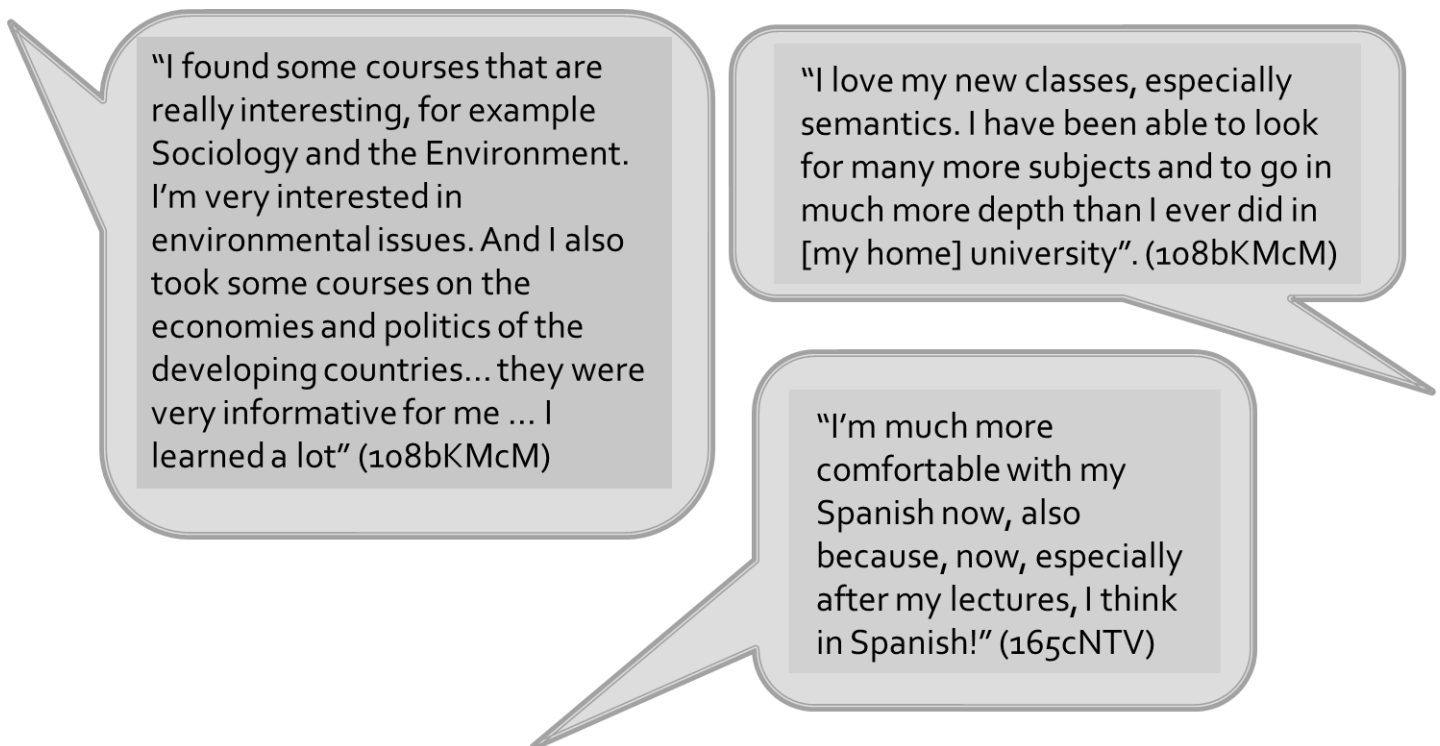 “I found some courses that are
really interesting, for example
Sociology and the Environment.
I’m very interested in
environmental issues. And I also
took some courses on the
economies and politics of the
developing countries… they were
very informative for me … I
learned a lot” (108bKMcM)
“I love my new classes, especially
semantics. I have been able to look
for many more subjects and to go in
much more depth than I ever did in
[my home] university”. (108bKMcM)
“I’m much more
comfortable with my
Spanish now, also
because, now, especially
after my lectures, I think
in Spanish!” (165cNTV)